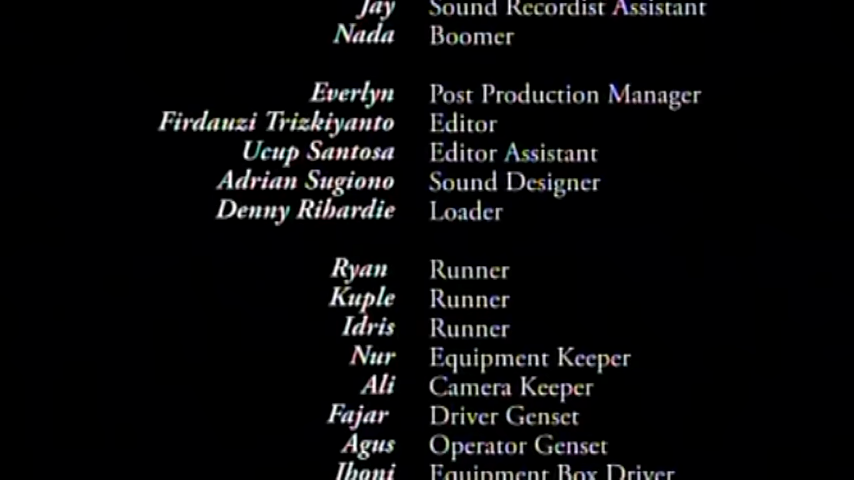 Jay Sound Recordist Assistant
Nada Boomer
Everlyn Post Production Manager
Firdauzi Trizkiyanto Editor
Ucup Santosa Editor Assistant
Adrian Sugiono Sound Designer
Denny Rihardie Loader
Ryan Runner
Kuple Runner
Idris Runner
Nur Equipment Keeper
Ali Camera Keeper
Fajar Driver Genset
Agus Operator Genset
Jhoni Equipment Box Driver